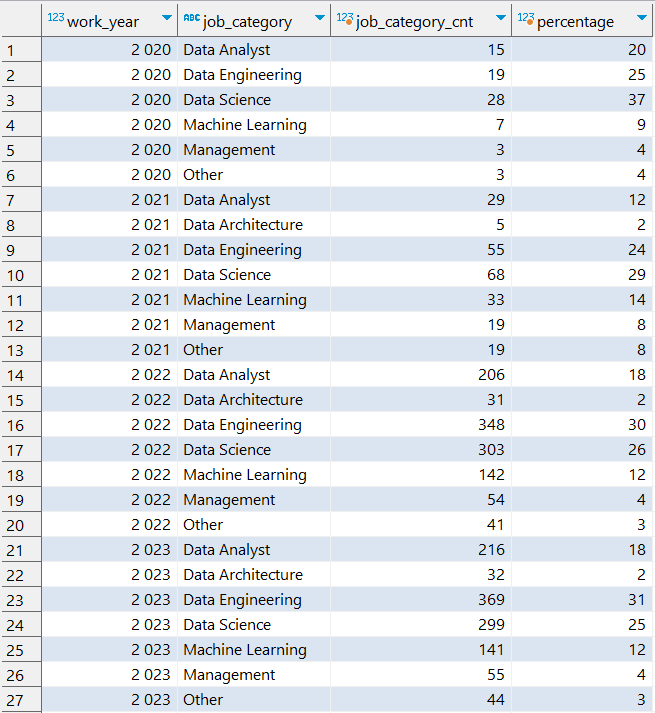 123 work_year ABC job_category 123 job_category_cnt 123 percentage
1 2 020 Data Analyst 15 20
2 2 020 Data Engineering 19 25
3 2 020 Data Science 28 37
4 2 020 Machine Learning 7 9
5 2 020 Management 3 4
6 2 020 Other 3 4
7 2 021 Data Analyst 29 12
8 2 021 Data Architecture 5 2
9 2 021 Data Engineering 55 24
10 2 021 Data Science 68 29
11 2 021 Machine Learning 33 14
12 2 021 Management 19 8
13 2 021 Other 19 8
14 2 022 Data Analyst 206 18
15 2 022 Data Architecture 31 2
16 2 022 Data Engineering 348 30
17 2 022 Data Science 303 26
18 2 022 Machine Learning 142 12
19 2 022 Management 54 4
20 2 022 Other 41 3
21 2 023 Data Analyst 216 18
22 2 023 Data Architecture 32 2
23 2 023 Data Engineering 369 31
24 2 023 Data Science 299 25
25 2 023 Machine Learning 141 12
26 2 023 Management 55 4
27 2 023 Other 44 3